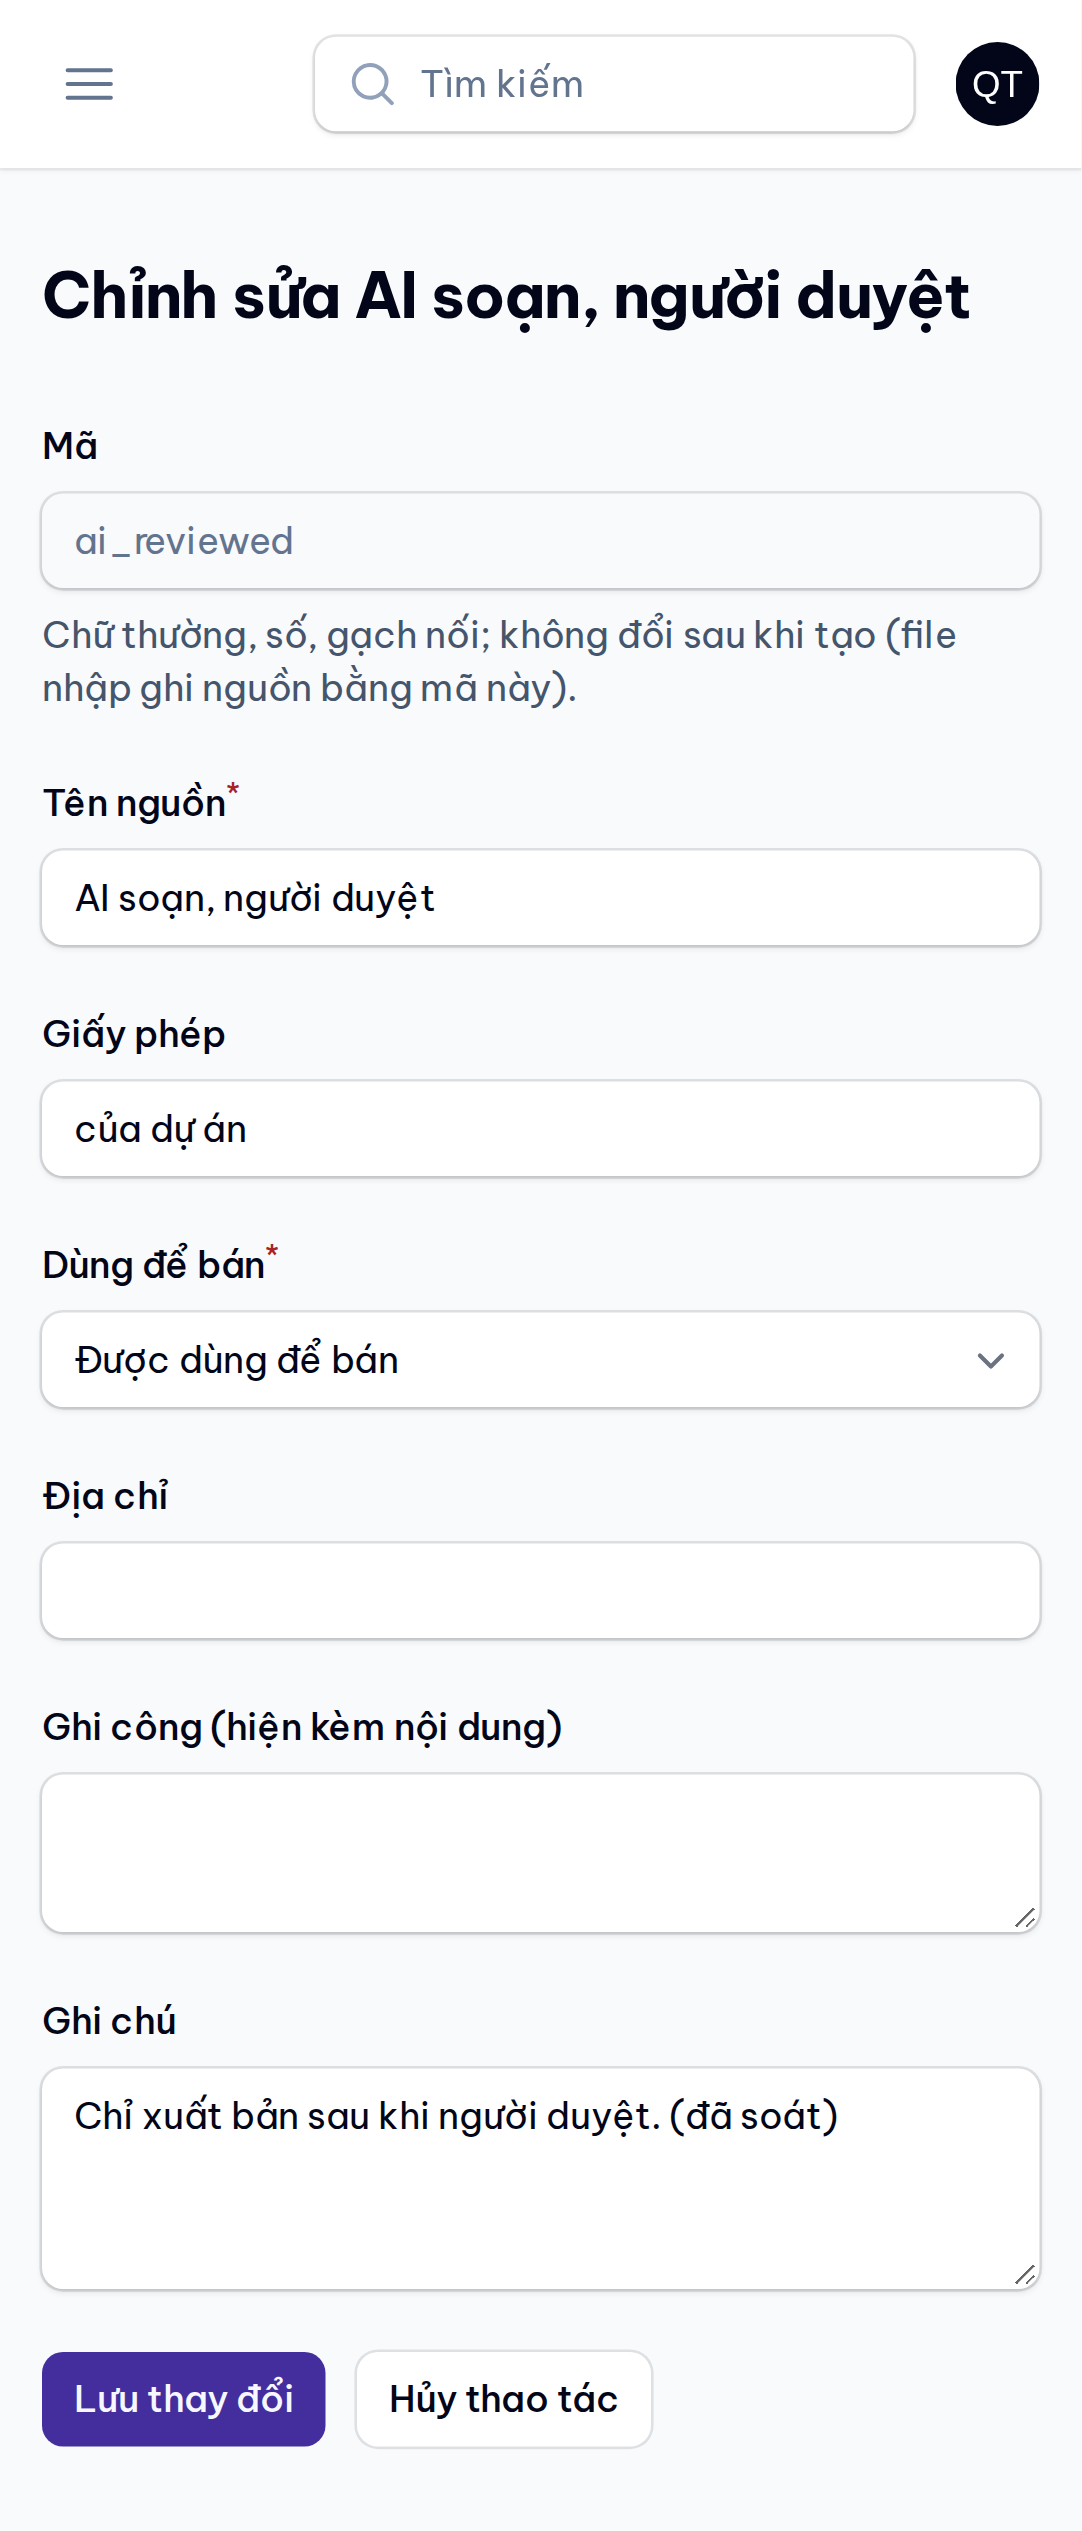 Tìm kiếm
QT
Chỉnh sửa AI soạn, người duyệt
Mã
ai_reviewed
Chữ thường, số, gạch nối; không đổi sau khi tạo (file
nhập ghi nguồn bằng mã này).
Tên nguồn*
AI soạn, người duyệt
Giấy phép
của dự án
Dùng để bán*
Được dùng để bán
Địa chỉ
Ghi công (hiện kèm nội dung)
Ghi chú
Chỉ xuất bản sau khi người duyệt. (đã soát)
Lưu thay đổi
Hủy thao tác